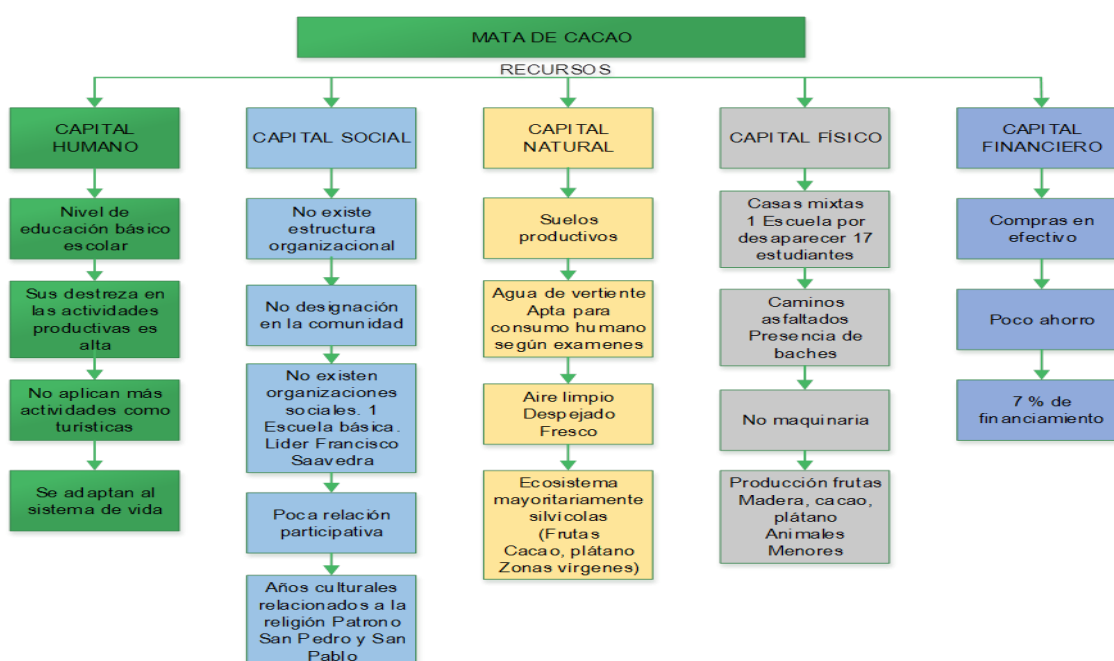 MATA DE CACAO
RECURSOS
CAPITAL
HUMANO
Nivel de
educación básico
escolar
Sus destreza en
las actividades
productivas es
alta
No aplican más
actividades como
turísticas
Se adaptan al
sistema de vida
CAPITAL SOCIAL
No existe
estructura
organizacional
No designación
en la comunidad
No existen
organizaciones
sociales. 1
Escuela básica.
Líder Francisco
Saavedra
Poca relación
participativa
Años culturales
relacionados a la
religión Patrono
San Pedro y San
Pablo
CAPITAL
NATURAL
Suelos
productivos
Agua de vertiente
Apta para
consumo humano
según examenes
Aire limpio
Despejado
Fresco
Ecosistema
mayoritariamente
silvícolas
(Frutas
Cacao, plátano
Zonas vírgenes)
CAPITAL FÍSICO
Casas mixtas
1 Escuela por
desaparecer 17
estudiantes
Caminos
asfaltados
Presencia de
baches
No maquinaria
Producción frutas
Madera, cacao,
plátano
Animales
Menores
CAPITAL
FINANCIERO
Compras en
efectivo
Poco ahorro
7 % de
financiamiento